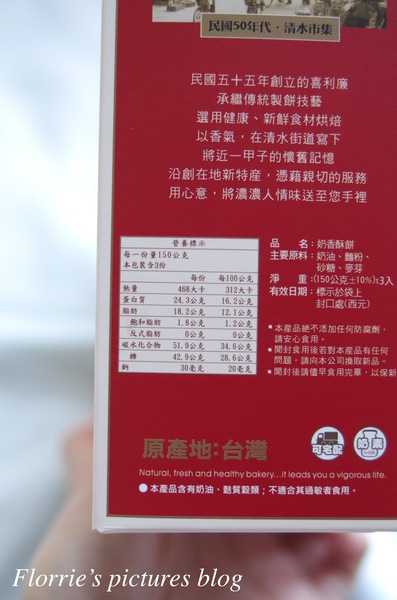 民國50年代·清水市集
民國五十五年創立的喜利廉
承繼傳統製餅技藝
選用健康、新鮮食材烘焙
以香氣，在清水街道寫下
將近一甲子的懷舊記憶
沿創在地新特產，憑藉親切的服務
用心意，將濃濃人情味送至您手裡
營養標示
每一份量150公克
本包裝含3份
每份 每100公克
熱量 468大卡 312大卡
蛋白質 24.3公克 16.2公克
脂肪 18.2公克 12.1公克
飽和脂肪 1.8公克 1.2公克
反式脂肪 0公克 0公克
碳水化合物 51.9公克 34.6公克
糖 42.9公克 28.6公克
鈉 30毫克 20毫克
品名：奶香酥餅
主要原料：奶油、麵粉、
砂糖、麥芽
淨重：(150公克±10%)x3入
有效日期：標示於袋上
封口處(西元)
▪本產品絕不添加任何防腐劑，
請安心食用。
▪開封食用後若對本產品有任何
問題，請向本公司換取新品。
▪開封後請儘早食用完畢，以保新
原產地:台灣
可宅配
奶素
Natural, fresh and healthy bakery...it leads you a vigorous life.
●本產品含有奶油、麩質穀類；不適合其過敏者食用。
Florrie's pictures blog